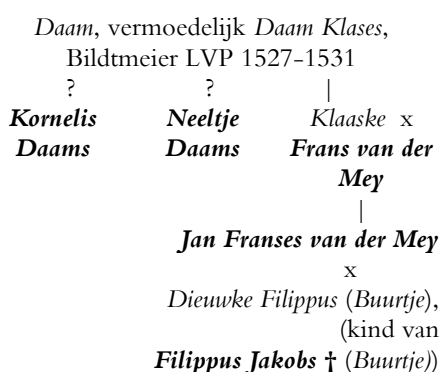 Daam, vermoedelijk Daam Klases,
Bildtmeier LVP 1527-1531
? ? |
Kornelis Neeltje Klaaske x
Daams Daams Frans van der
Mey
|
Jan Franses van der Mey
x
Dieuwke Filippus (Buurtje),
(kind van
Filippus Jakobs † (Buurtje))